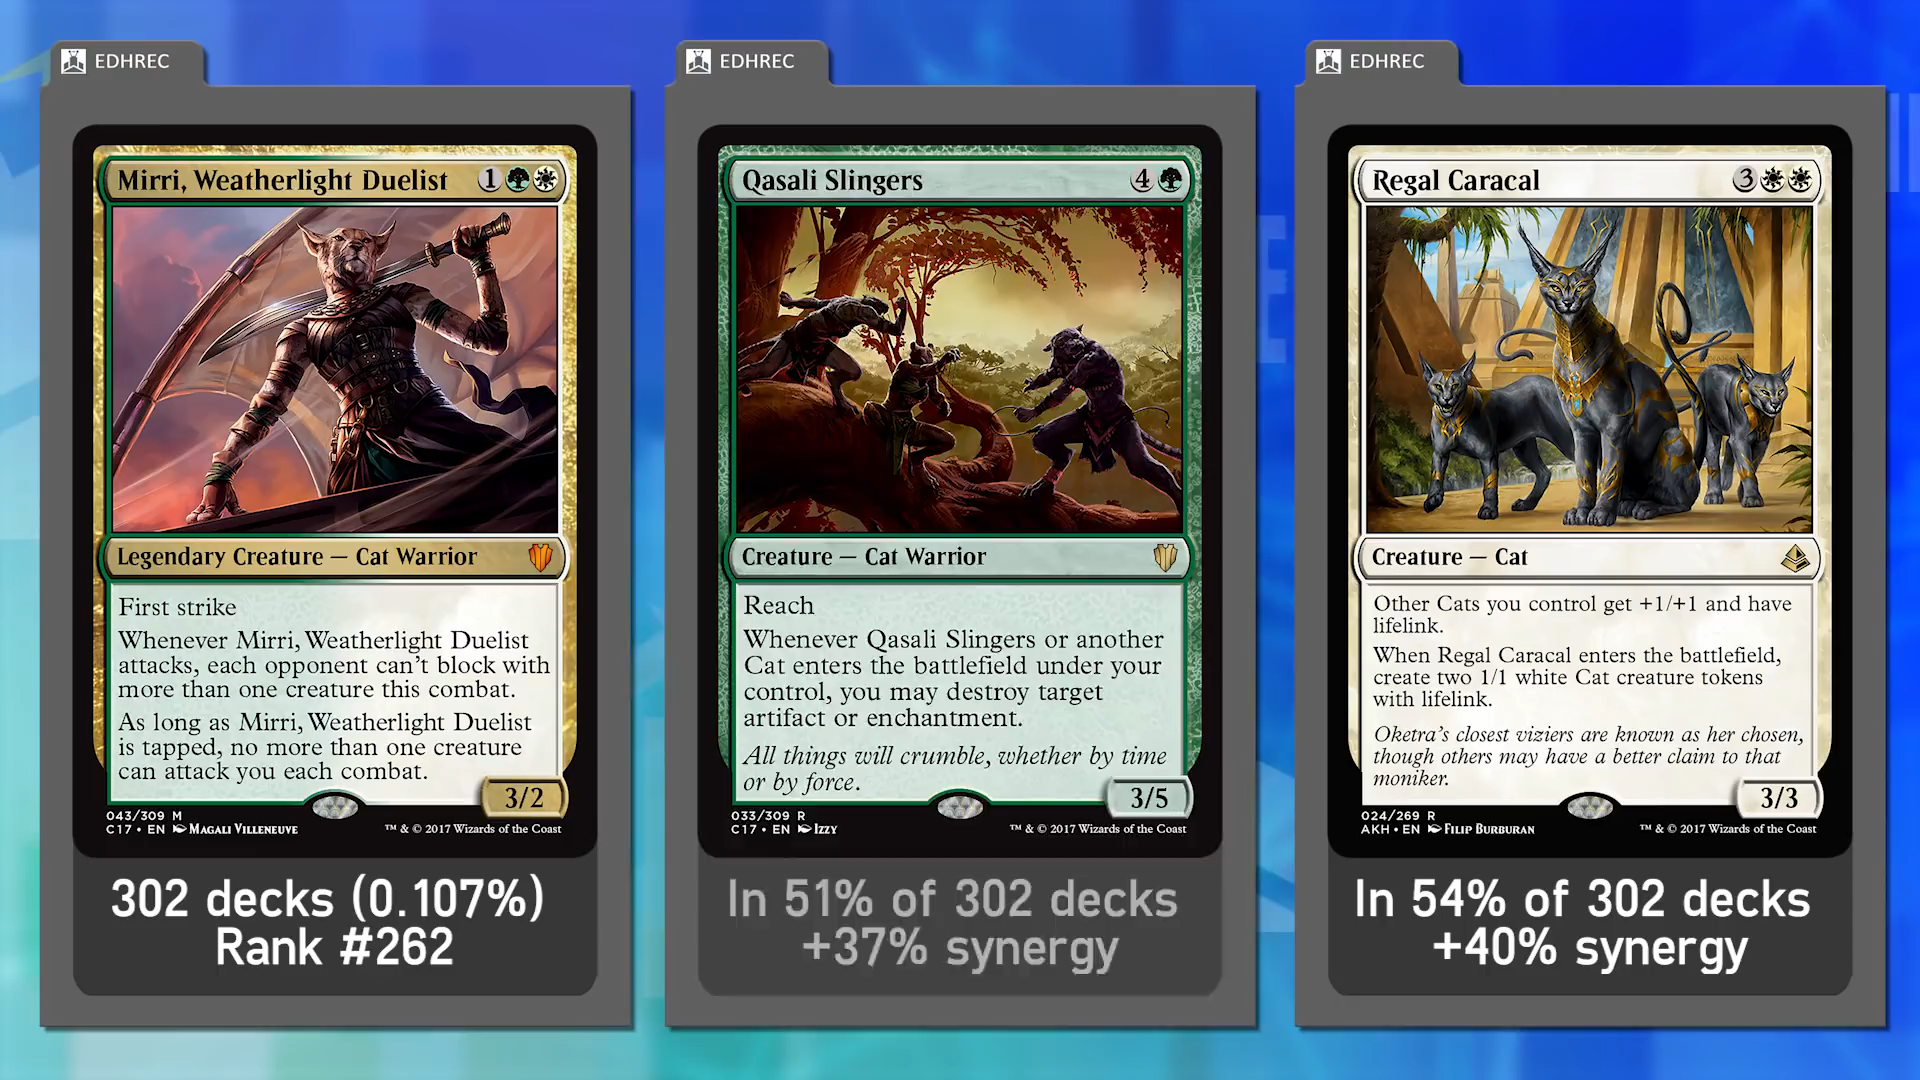 EDHREC
Mirri, Weatherlight Duelist 1
Legendary Creature — Cat Warrior
First strike
Whenever Mirri, Weatherlight Duelist
attacks, each opponent can't block with
more than one creature this combat.
As long as Mirri, Weatherlight Duelist
is tapped, no more than one creature
can attack you each combat.
3/2
043/309 M
C17 • EN Magali Villeneuve
™ & © 2017 Wizards of the Coast
302 decks (0.107%)
Rank #262
EDHREC
Qasali Slingers 4
Creature — Cat Warrior
Reach
Whenever Qasali Slingers or another
Cat enters the battlefield under your
control, you may destroy target
artifact or enchantment.
All things will crumble, whether by time
or by force.
3/5
033/309 R
C17 • EN Izzy
™ & © 2017 Wizards of the Coast
In 51% of 302 decks
+37% synergy
EDHREC
Regal Caracal 3
Creature — Cat
Other Cats you control get +1/+1 and have
lifelink.
When Regal Caracal enters the battlefield,
create two 1/1 white Cat creature tokens
with lifelink.
Oketra's closest viziers are known as her chosen,
though others may have a better claim to that
moniker.
3/3
024/269 R
AKH • EN Filip Burburan
™ & © 2017 Wizards of the Coast
In 54% of 302 decks
+40% synergy